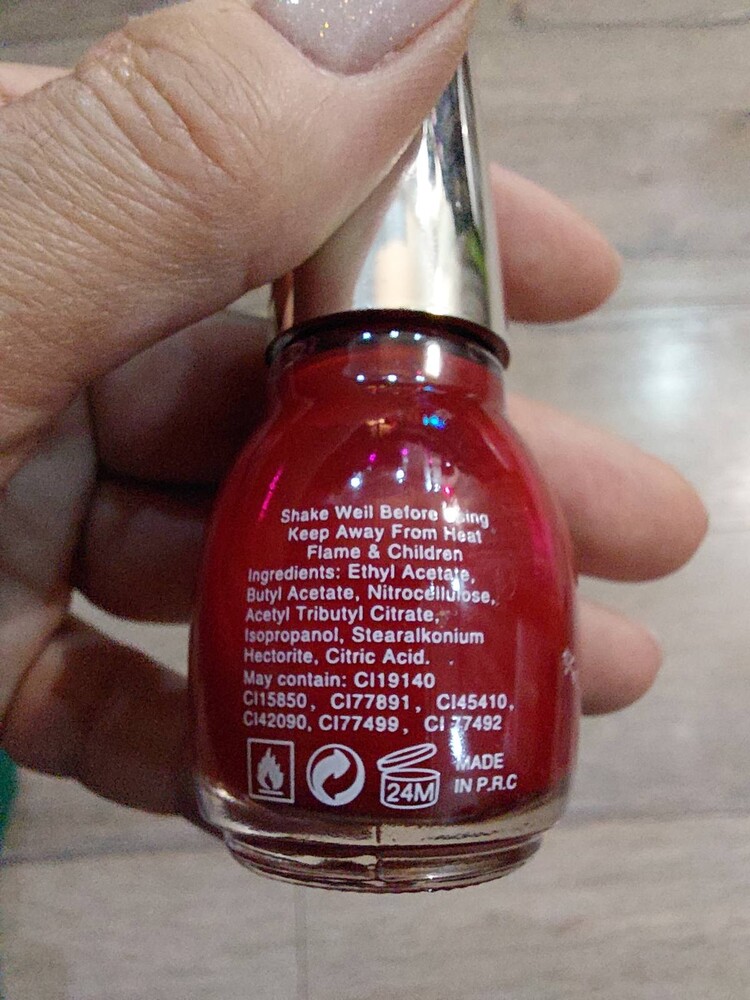 Shake Well Before Using
Keep Away From Heat
Flame & Children
Ingredients: Ethyl Acetate,
Butyl Acetate, Nitrocellulose,
Acetyl Tributyl Citrate,
Isopropanol, Stearalkonium
Hectorite, Citric Acid.
May contain: CI19140
CI15850, CI77891, CI45410,
CI42090, CI77499, CI 77492
24M
MADE
IN P.R.C